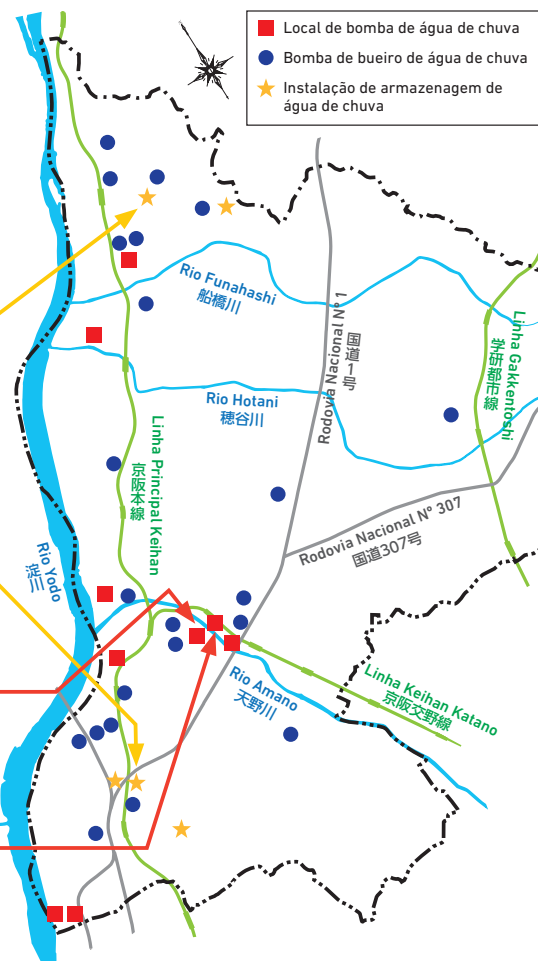 Local de bomba de água de chuva
Bomba de bueiro de água de chuva
Instalação de armazenagem de
água de chuva
Rio Funahashi
船橋川
Rodovia Nacional Nº 1
国道1号
Linha Gakkentoshi
学研都市線
Rio Hotani
穂谷川
Linha Principal Keihan
京阪本線
Rodovia Nacional Nº 307
国道307号
Rio Yodo
淀川
Rio Amano
天野川
Linha Keihan Katano
京阪交野線